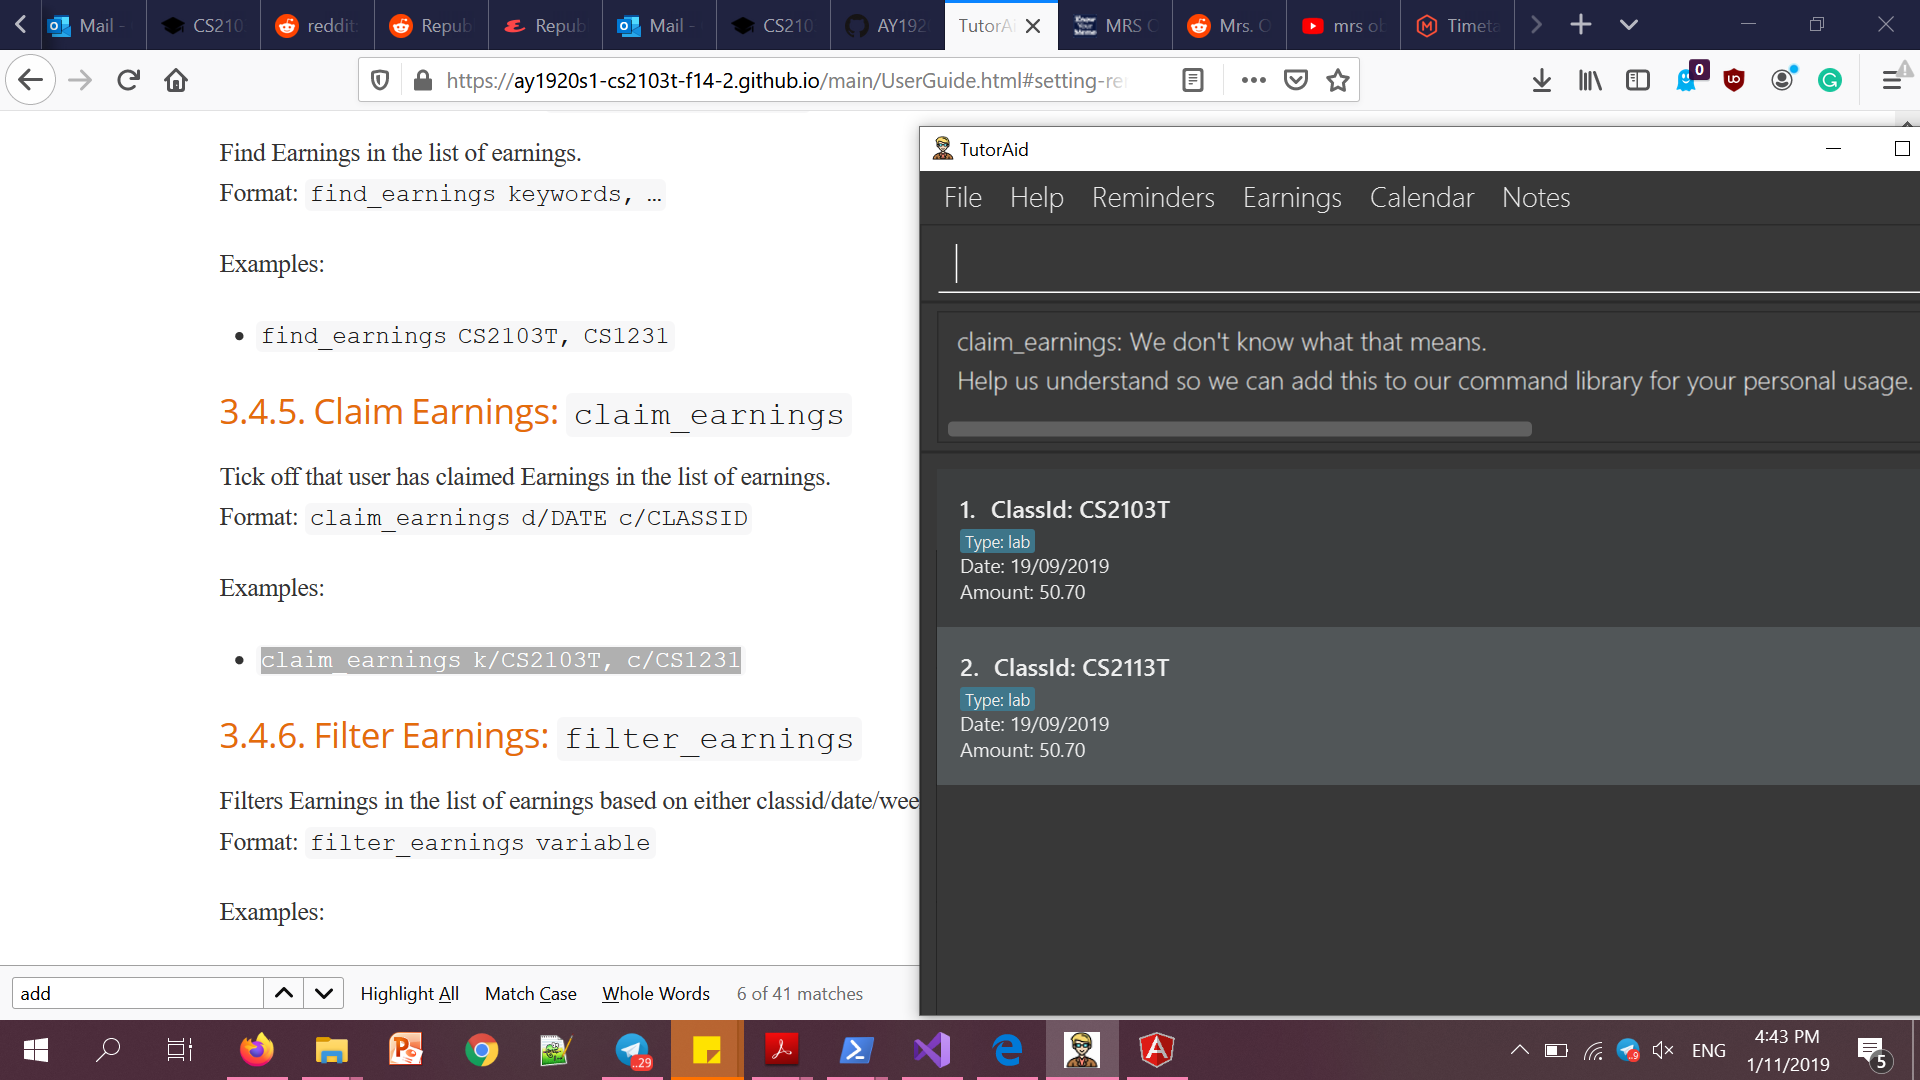 Mail -
CS210
reddit
Repub
Repub
Mail -
CS210
AY192
TutorAi
MRS O
Mrs. O
mrs ob
Timeta
https://ay1920s1-cs2103t-f14-2.github.io/main/UserGuide.html#setting-re
0
Find Earnings in the list of earnings.
Format: find_earnings keywords, …
Examples:
• find_earnings CS2103T, CS1231
3.4.5. Claim Earnings: claim_earnings
Tick off that user has claimed Earnings in the list of earnings.
Format: claim_earnings d/DATE c/CLASSID
Examples:
• claim_earnings k/CS2103T, c/CS1231
3.4.6. Filter Earnings: filter_earnings
Filters Earnings in the list of earnings based on either classid/date/wee
Format: filter_earnings variable
Examples:
TutorAid
File Help Reminders Earnings Calendar Notes
claim_earnings: We don't know what that means.
Help us understand so we can add this to our command library for your personal usage.
1. ClassId: CS2103T
Type: lab
Date: 19/09/2019
Amount: 50.70
2. ClassId: CS2113T
Type: lab
Date: 19/09/2019
Amount: 50.70
add
Highlight All Match Case Whole Words 6 of 41 matches
..29
ENG
4:43 PM
1/11/2019
5